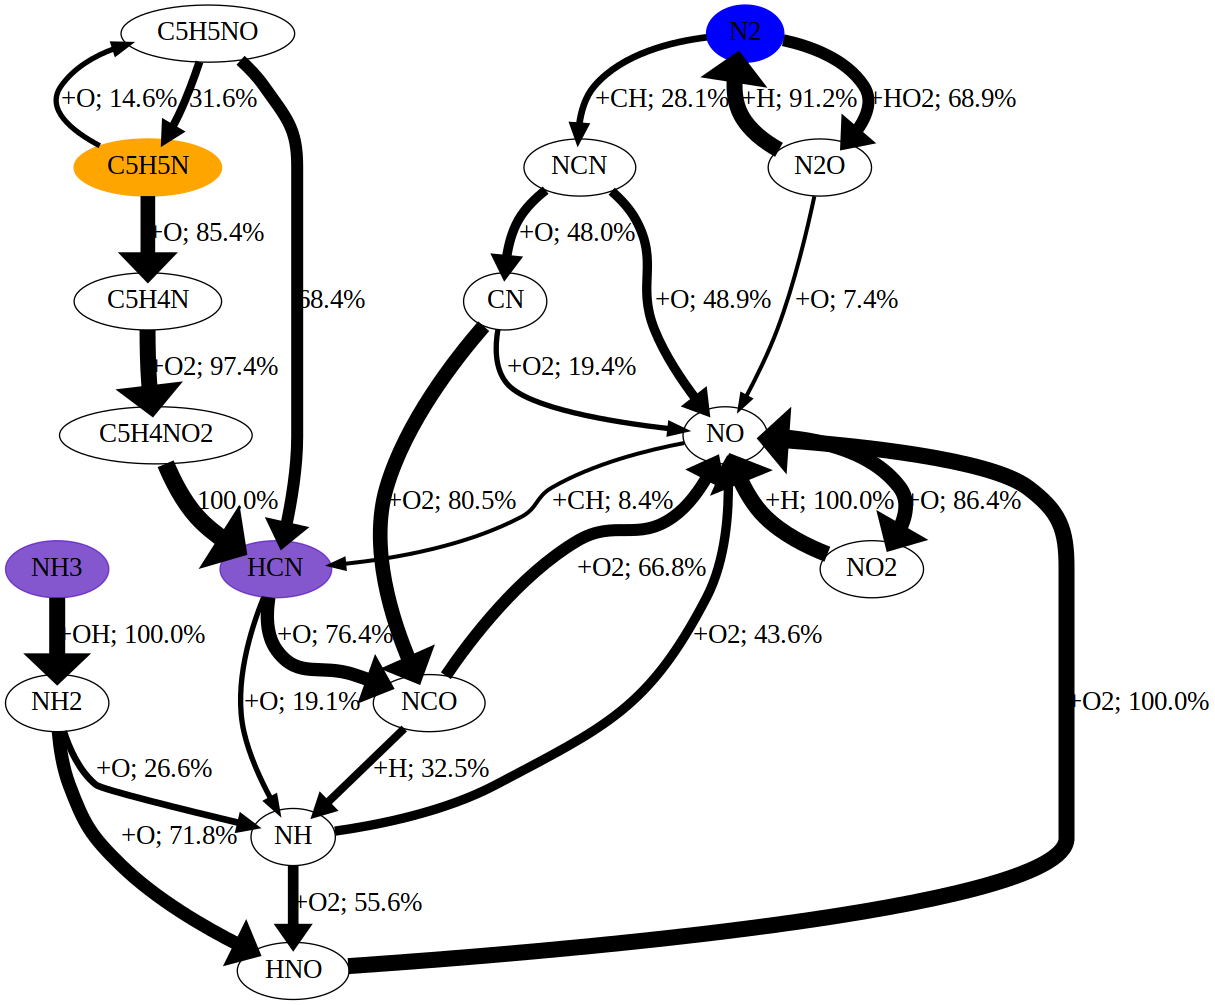 C5H5NO
N2
+O; 14.6%
31.6%
+CH; 28.1%
+H; 91.2%
+HO2; 68.9%
C5H5N
NCN
N2O
+O; 85.4%
+O; 48.0%
C5H4N
68.4%
CN
+O; 48.9%
+O; 7.4%
+O2; 97.4%
+O2; 19.4%
C5H4NO2
NO
100.0%
+O2; 80.5%
+CH; 8.4%
+H; 100.0%
+O; 86.4%
NH3
HCN
+O2; 66.8%
NO2
+OH; 100.0%
+O; 76.4%
+O2; 43.6%
NH2
+O; 19.1%
NCO
+O2; 100.0%
+O; 26.6%
+H; 32.5%
+O; 71.8%
NH
+O2; 55.6%
HNO